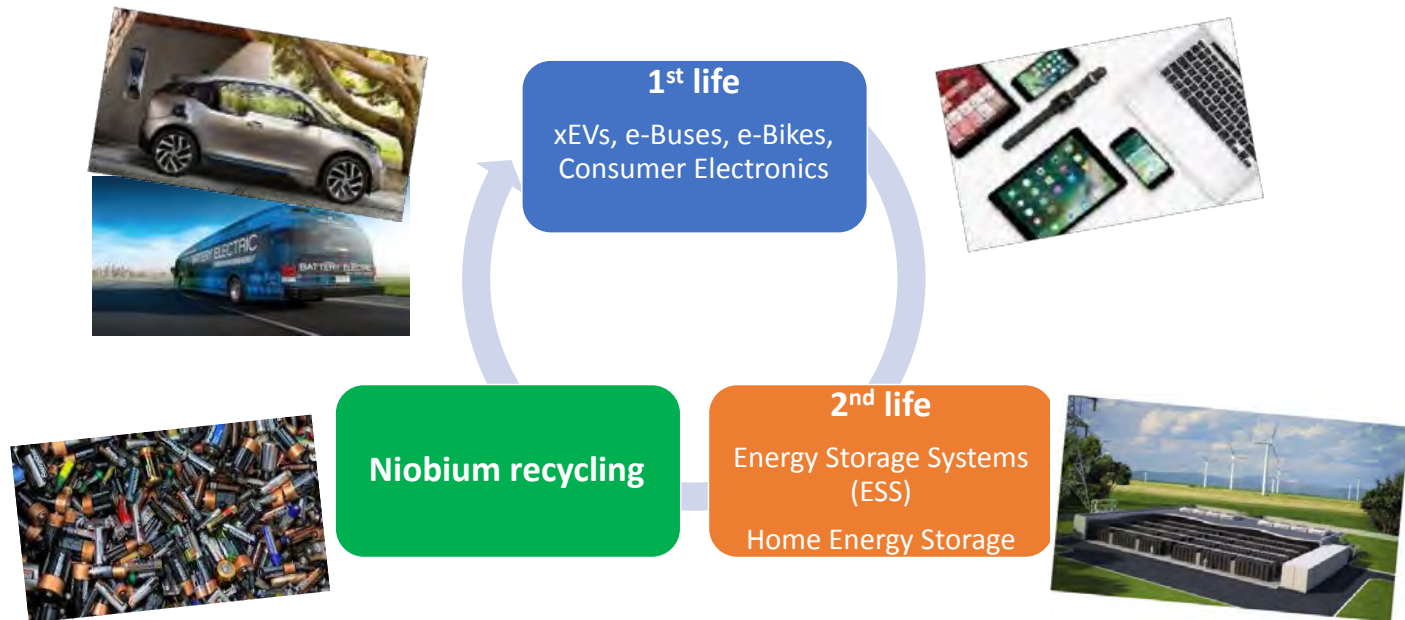 1st life
xEVs, e-Buses, e-Bikes,
Consumer Electronics
BATTERY ELECTRIC
BATTERY ELECTRIC
Niobium recycling
2nd life
Energy Storage Systems
(ESS)
Home Energy Storage